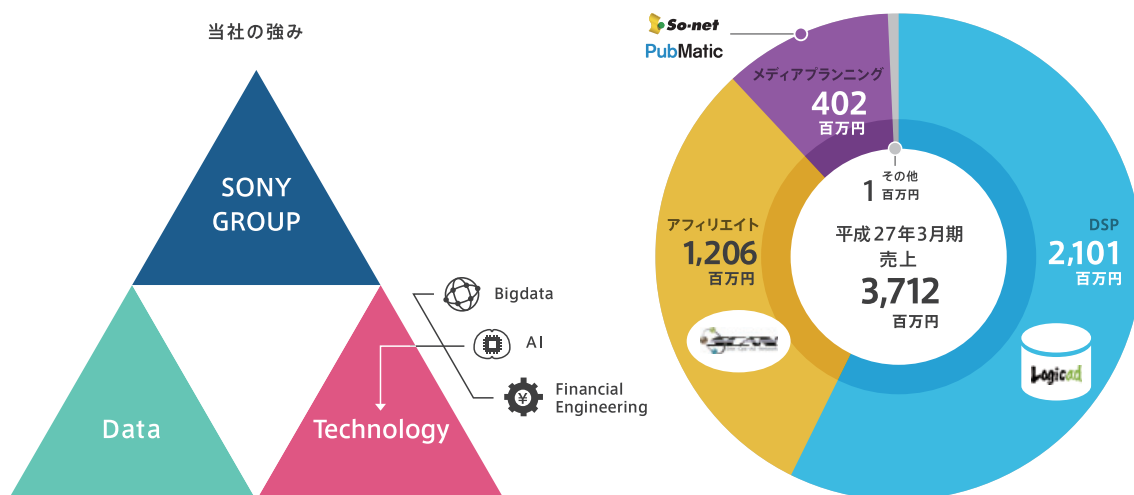 当社の強み
SONY
GROUP
Data
Technology
Bigdata
AI
Financial
Engineering
So-net
PubMatic
メディアプランニング
402
百万円
その他
1 百万円
アフィリエイト
1,206
百万円
平成27年3月期
売上
3,712
百万円
DSP
2,101
百万円
Logicad